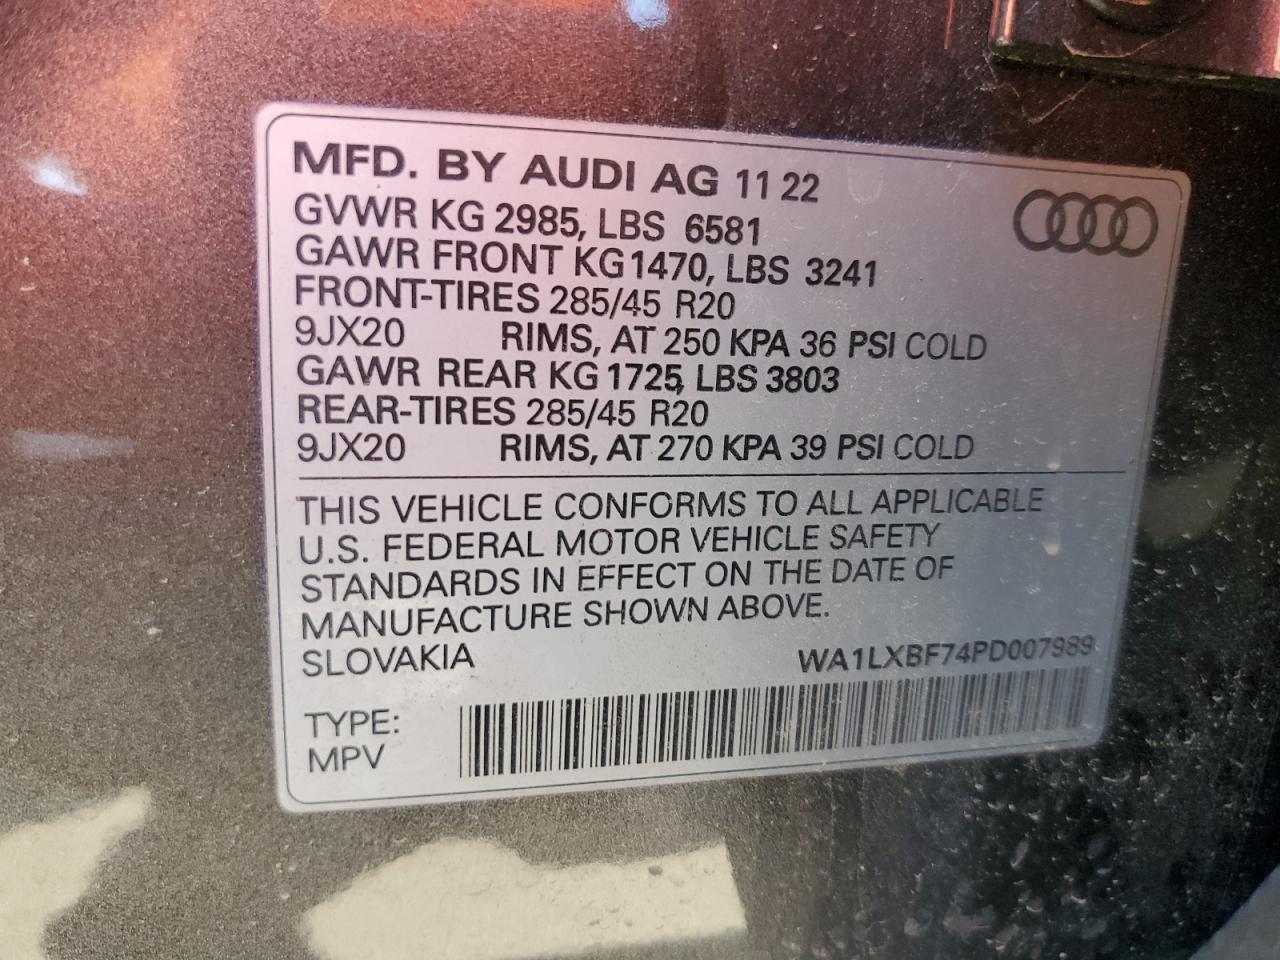 MFD. BY AUDI AG 11 22
GVWR KG 2985, LBS 6581
GAWR FRONT KG 1470, LBS 3241
FRONT-TIRES 285/45 R20
9JX20 RIMS, AT 250 KPA 36 PSI COLD
GAWR REAR KG 1725, LBS 3803
REAR-TIRES 285/45 R20
9JX20 RIMS, AT 270 KPA 39 PSI COLD
THIS VEHICLE CONFORMS TO ALL APPLICABLE
U.S. FEDERAL MOTOR VEHICLE SAFETY
STANDARDS IN EFFECT ON THE DATE OF
MANUFACTURE SHOWN ABOVE.
SLOVAKIA WA1LXBF74PD007989
TYPE:
MPV